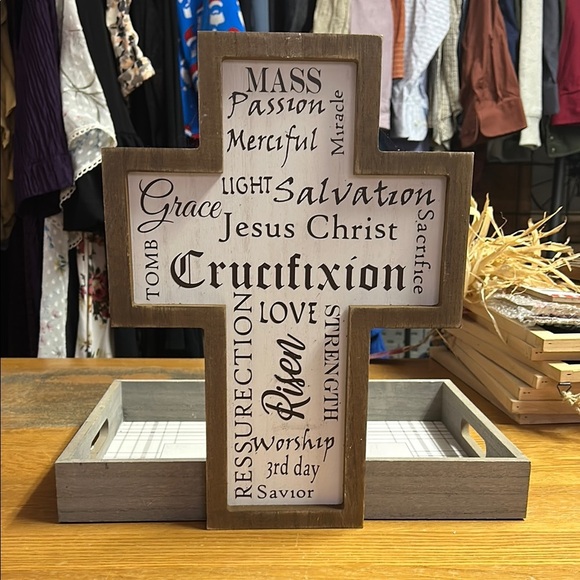 MASS
Passion
Merciful
Miracle
LIGHT Salvation
Grace
Jesus Christ
Sacrifice
TOMB
Crucifixion
LOVE
RESSURECTION
Risen
STRENGTH
Worship
3rd day
Savior